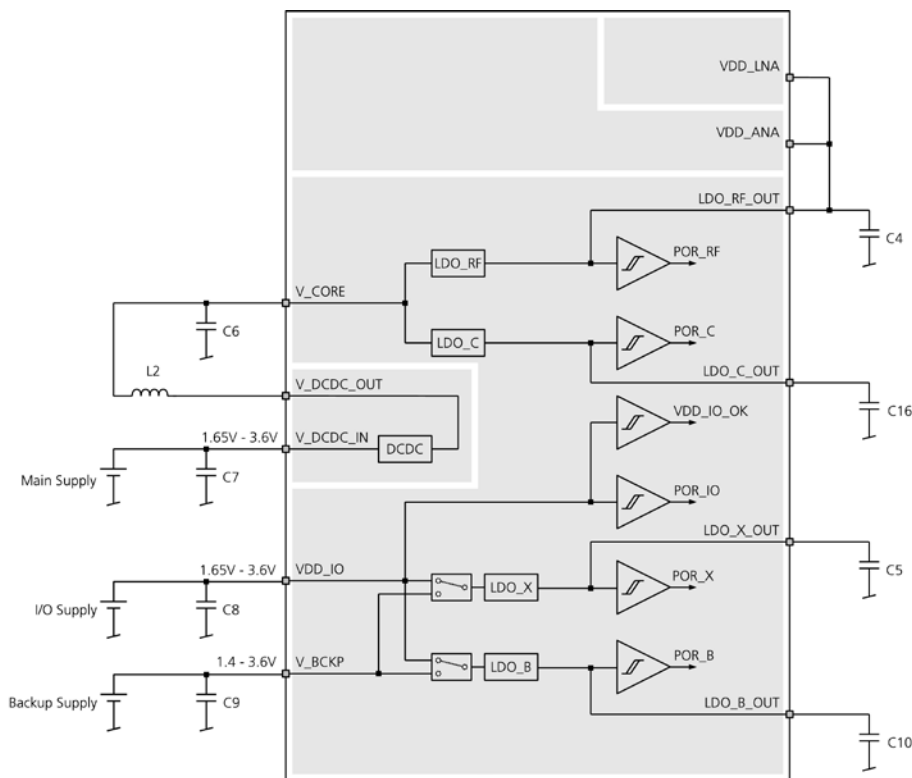 VDD_LNA
VDD_ANA
LDO_RF_OUT
C4
LDO_RF
POR_RF
V_CORE
C6
LDO_C
POR_C
L2
V_DCDC_OUT
LDO_C_OUT
C16
1.65V - 3.6V
V_DCDC_IN
DCDC
VDD_IO_OK
Main Supply
C7
POR_IO
LDO_X_OUT
1.65V - 3.6V
VDD_IO
C5
I/O Supply
C8
LDO_X
POR_X
1.4 - 3.6V
V_BCKP
LDO_B
POR_B
Backup Supply
C9
LDO_B_OUT
C10